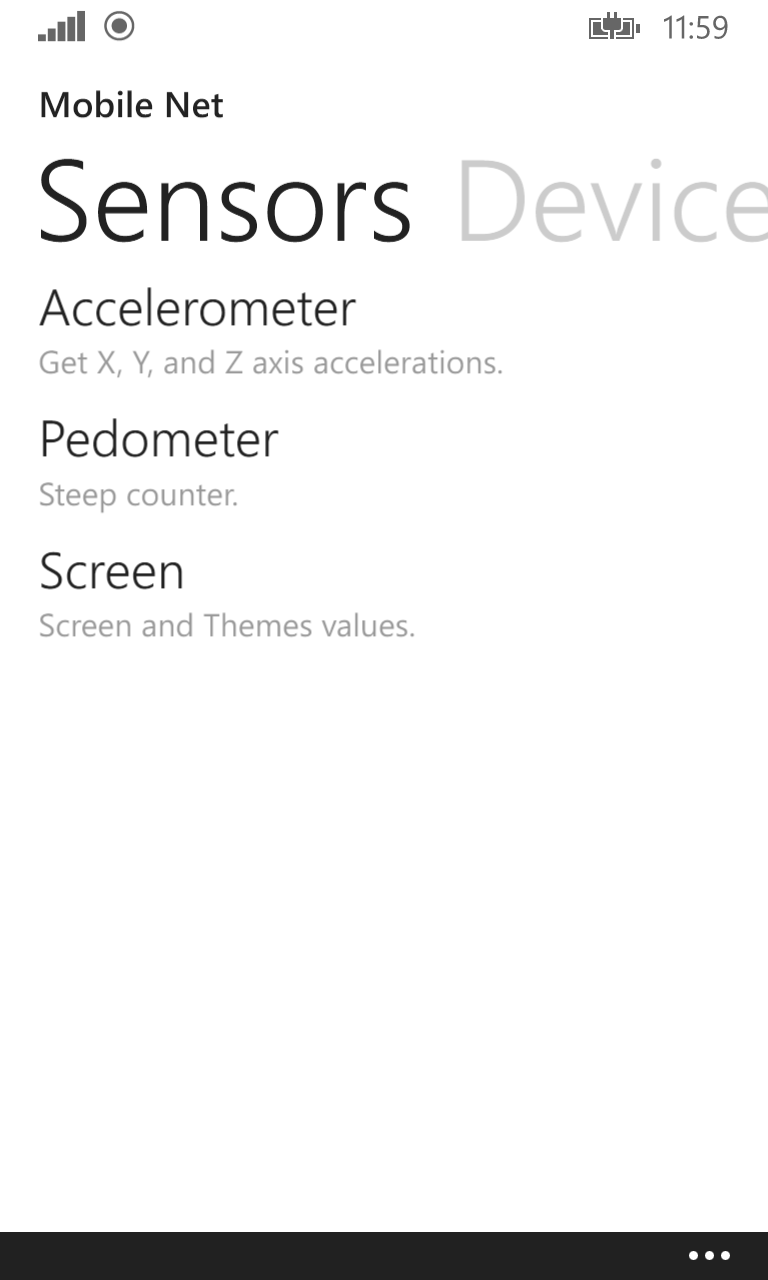 11:59
Mobile Net
Sensors Device
Accelerometer
Get X, Y, and Z axis accelerations.
Pedometer
Steep counter.
Screen
Screen and Themes values.